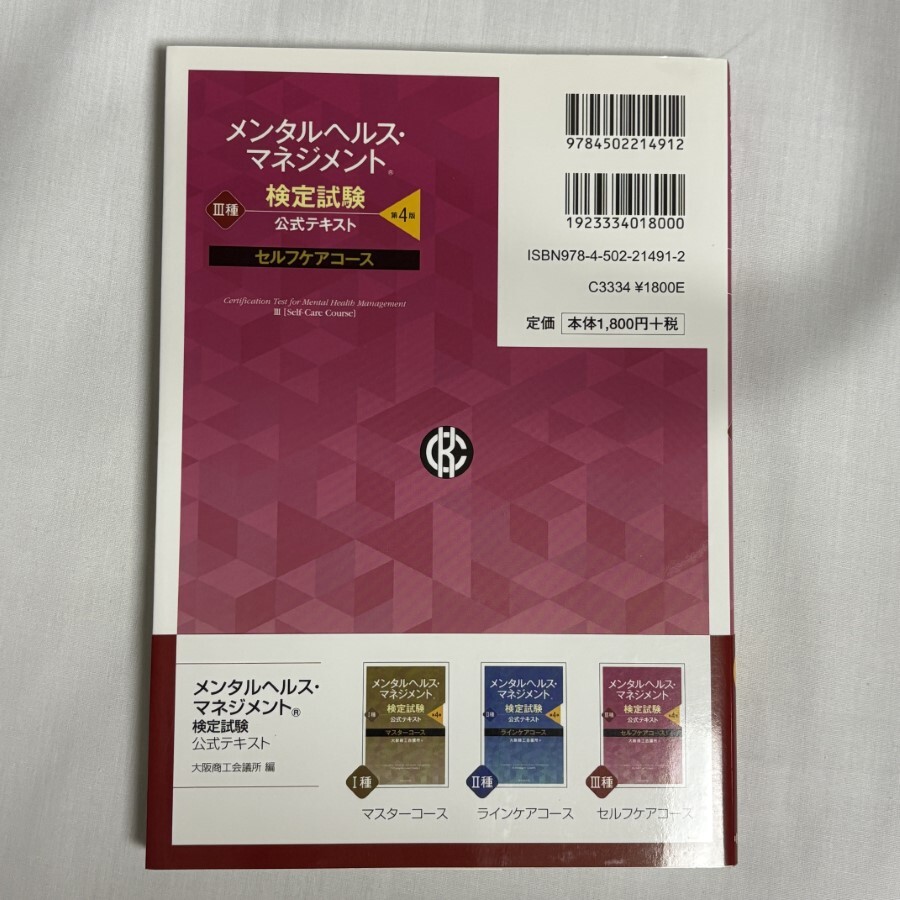 メンタルヘルス・
マネジメント®
検定試験
III種
公式テキスト
第4版
セルフケアコース
Certification Test for Mental Health Management
III [Self-Care Course]
9784502214912
1923334018000
ISBN978-4-502-21491-2
C3334 ¥1800E
定価 本体1,800円+税
メンタルヘルス・
マネジメント®
検定試験
公式テキスト
大阪商工会議所 編
メンタルヘルス・
マネジメント
検定試験
公式テキスト
マスターコース
I種
マスターコース
メンタルヘルス・
マネジメント
検定試験
公式テキスト
ラインケアコース
II種
ラインケアコース
メンタルヘルス・
マネジメント
検定試験
公式テキスト
セルフケアコース
III種
セルフケアコース